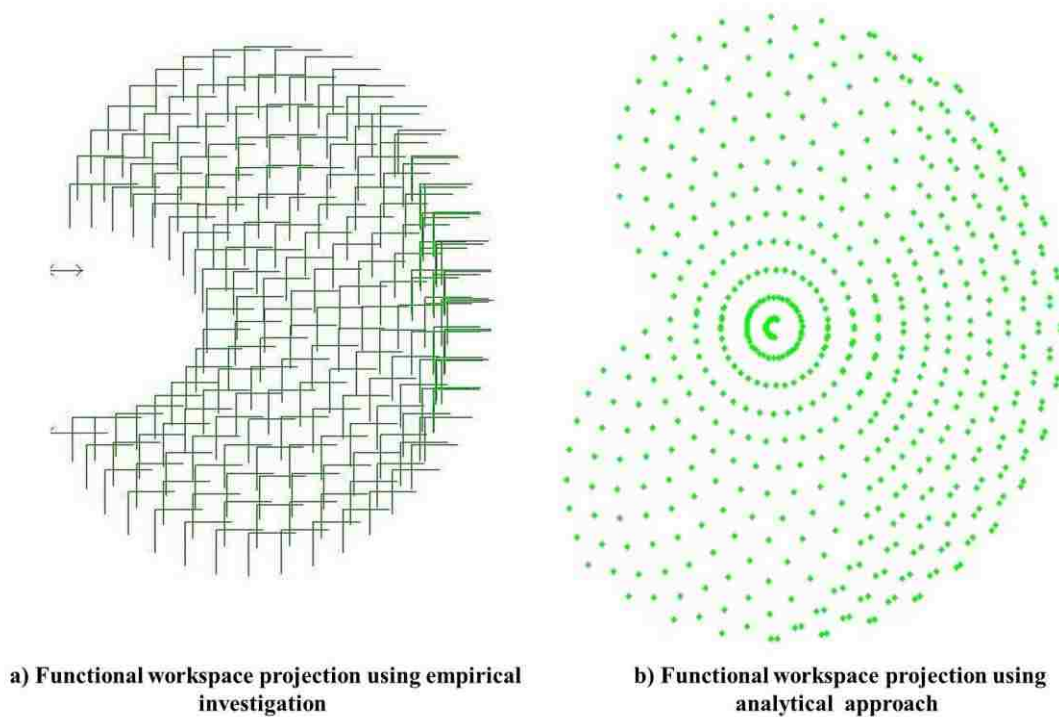 a) Functional workspace projection using empirical
investigation
b) Functional workspace projection using
analytical approach